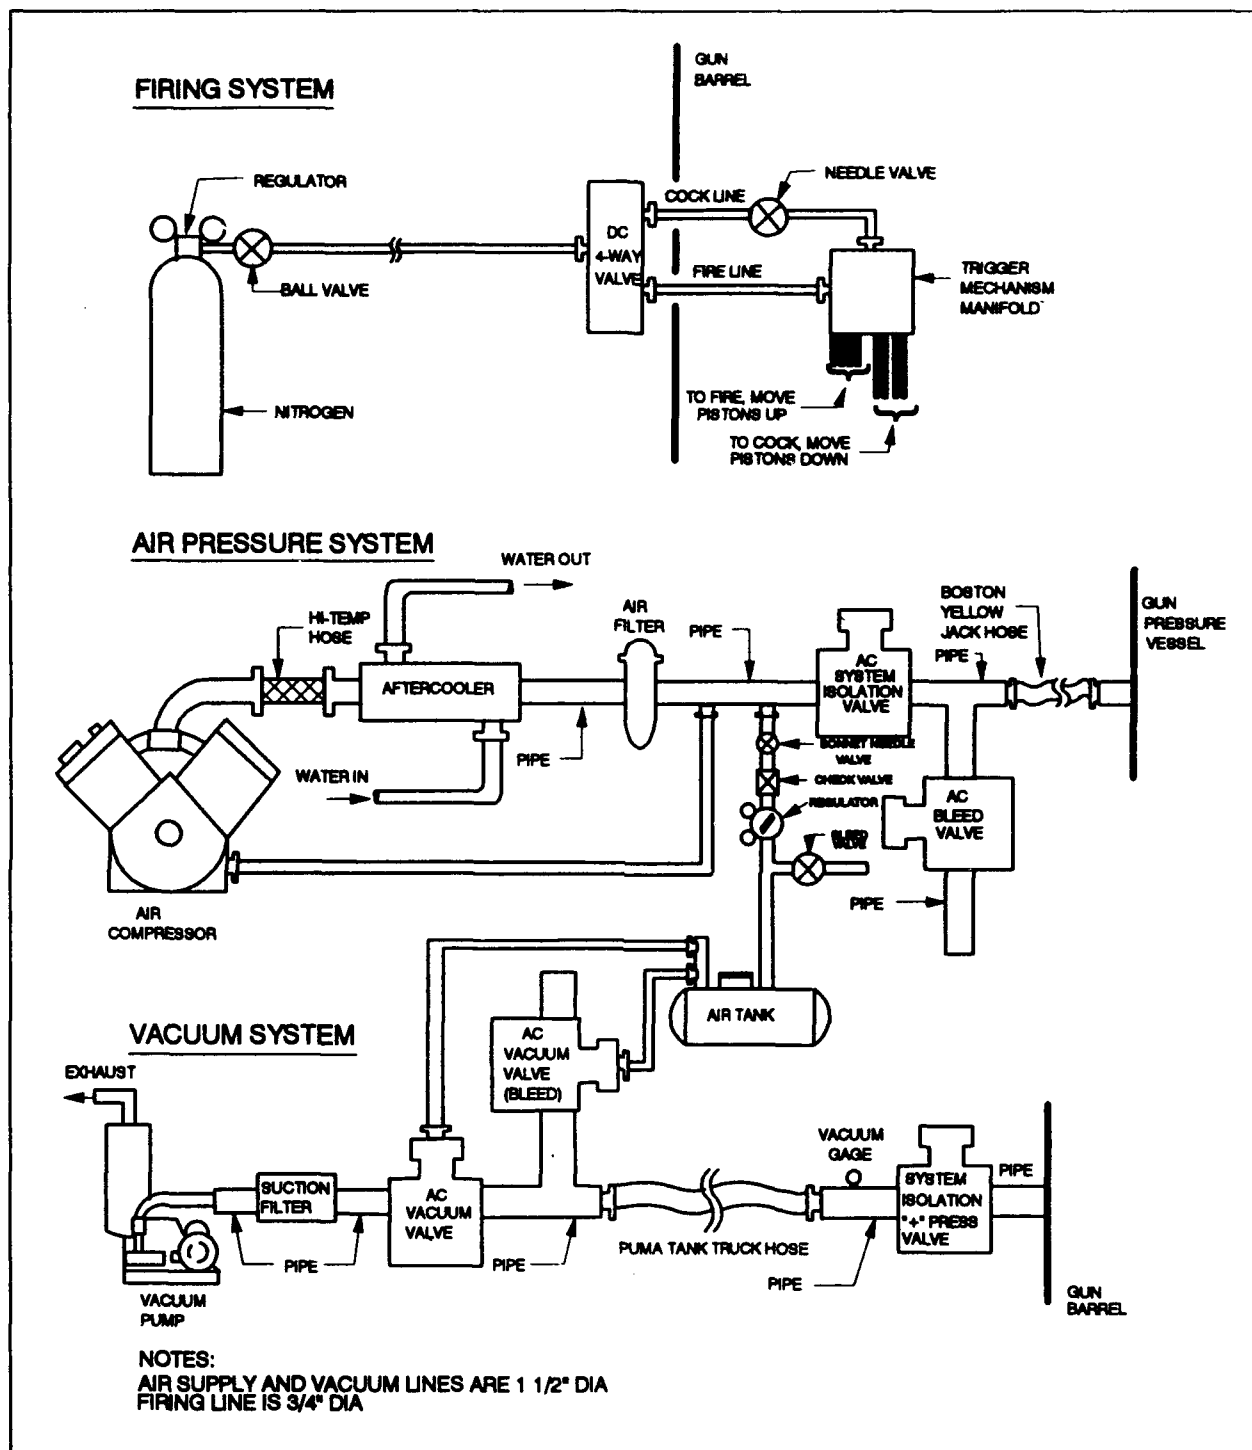 FIRING SYSTEM
GUN
BARREL
REGULATOR
BALL VALVE
NITROGEN
DC
4-WAY
VALVE
COCK LINE
NEEDLE VALVE
FIRE LINE
TRIGGER
MECHANISM
MANIFOLD
TO FIRE, MOVE
PISTONS UP
TO COCK, MOVE
PISTONS DOWN
AIR PRESSURE SYSTEM
WATER OUT
HI-TEMP
HOSE
AFTERCOOLER
AIR
FILTER
PIPE
AC
SYSTEM
ISOLATION
VALVE
BOSTON
YELLOW
JACK HOSE
PIPE
GUN
PRESSURE
VESSEL
PIPE
WATER IN
BONNET NEEDLE
VALVE
CHECK VALVE
REGULATOR
BLEED
VALVE
AC
BLEED
VALVE
PIPE
AIR
COMPRESSOR
AIR TANK
VACUUM SYSTEM
EXHAUST
AC
VACUUM
VALVE
(BLEED)
SUCTION
FILTER
AC
VACUUM
VALVE
VACUUM
GAGE
SYSTEM
ISOLATION
"+" PRESS
VALVE
PIPE
PIPE
PIPE
PUMA TANK TRUCK HOSE
PIPE
VACUUM
PUMP
GUN
BARREL
NOTES:
AIR SUPPLY AND VACUUM LINES ARE 1 1/2" DIA
FIRING LINE IS 3/4" DIA